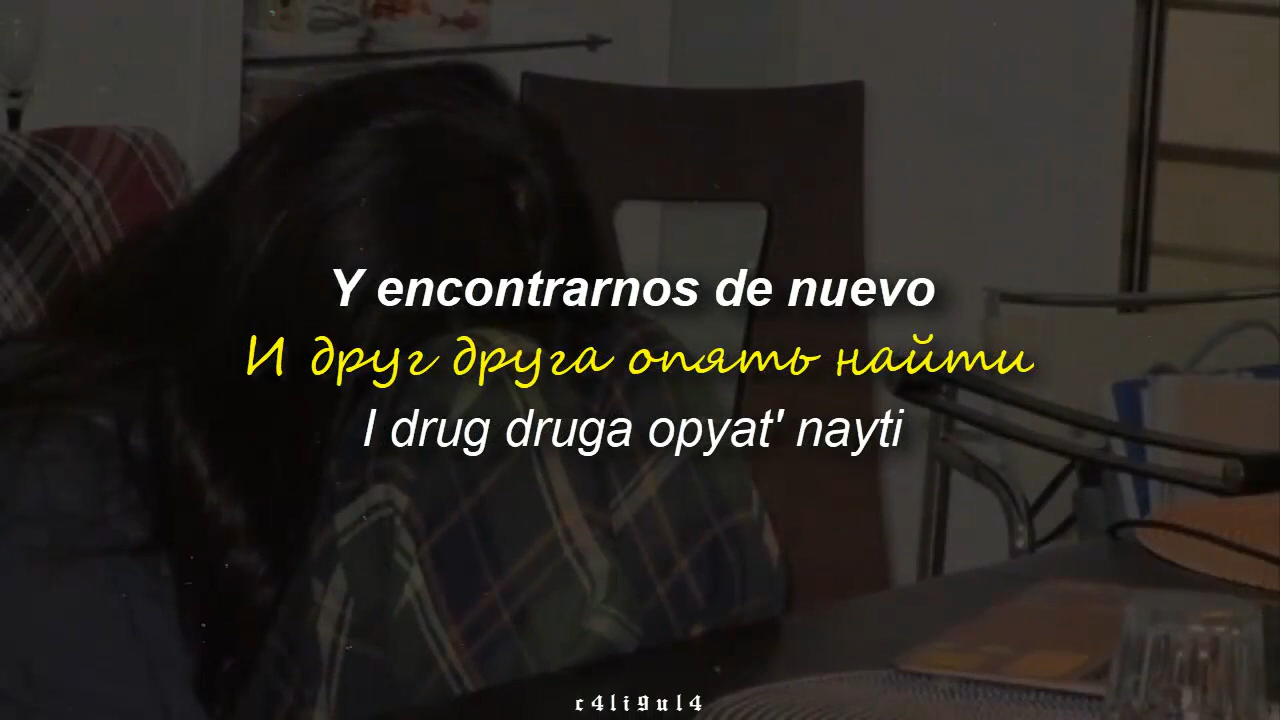 Y encontrarnos de nuevo
И друг друга опять найти
I drug druga opyat' nayti
c4li9ul4